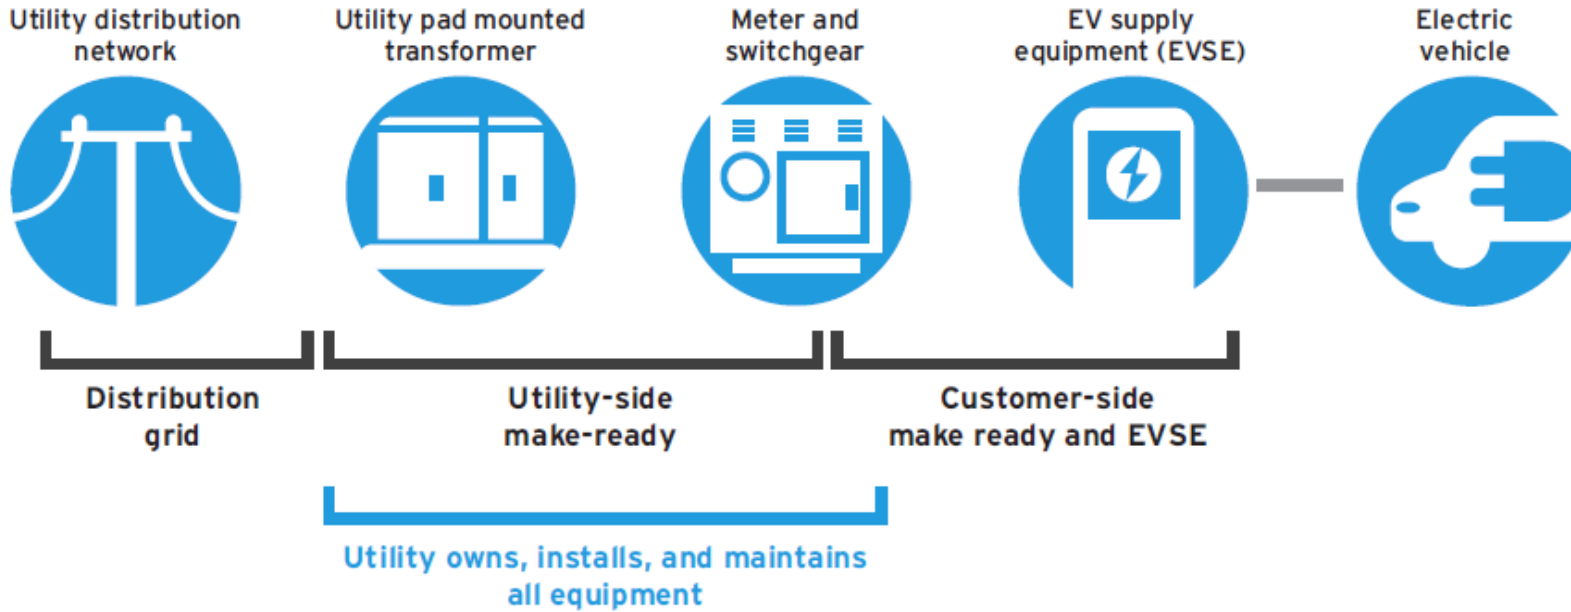 Utility distribution
network
Utility pad mounted
transformer
Meter and
switchgear
EV supply
equipment (EVSE)
Electric
vehicle
Distribution
grid
Utility-side
make-ready
Customer-side
make ready and EVSE
Utility owns, installs, and maintains
all equipment